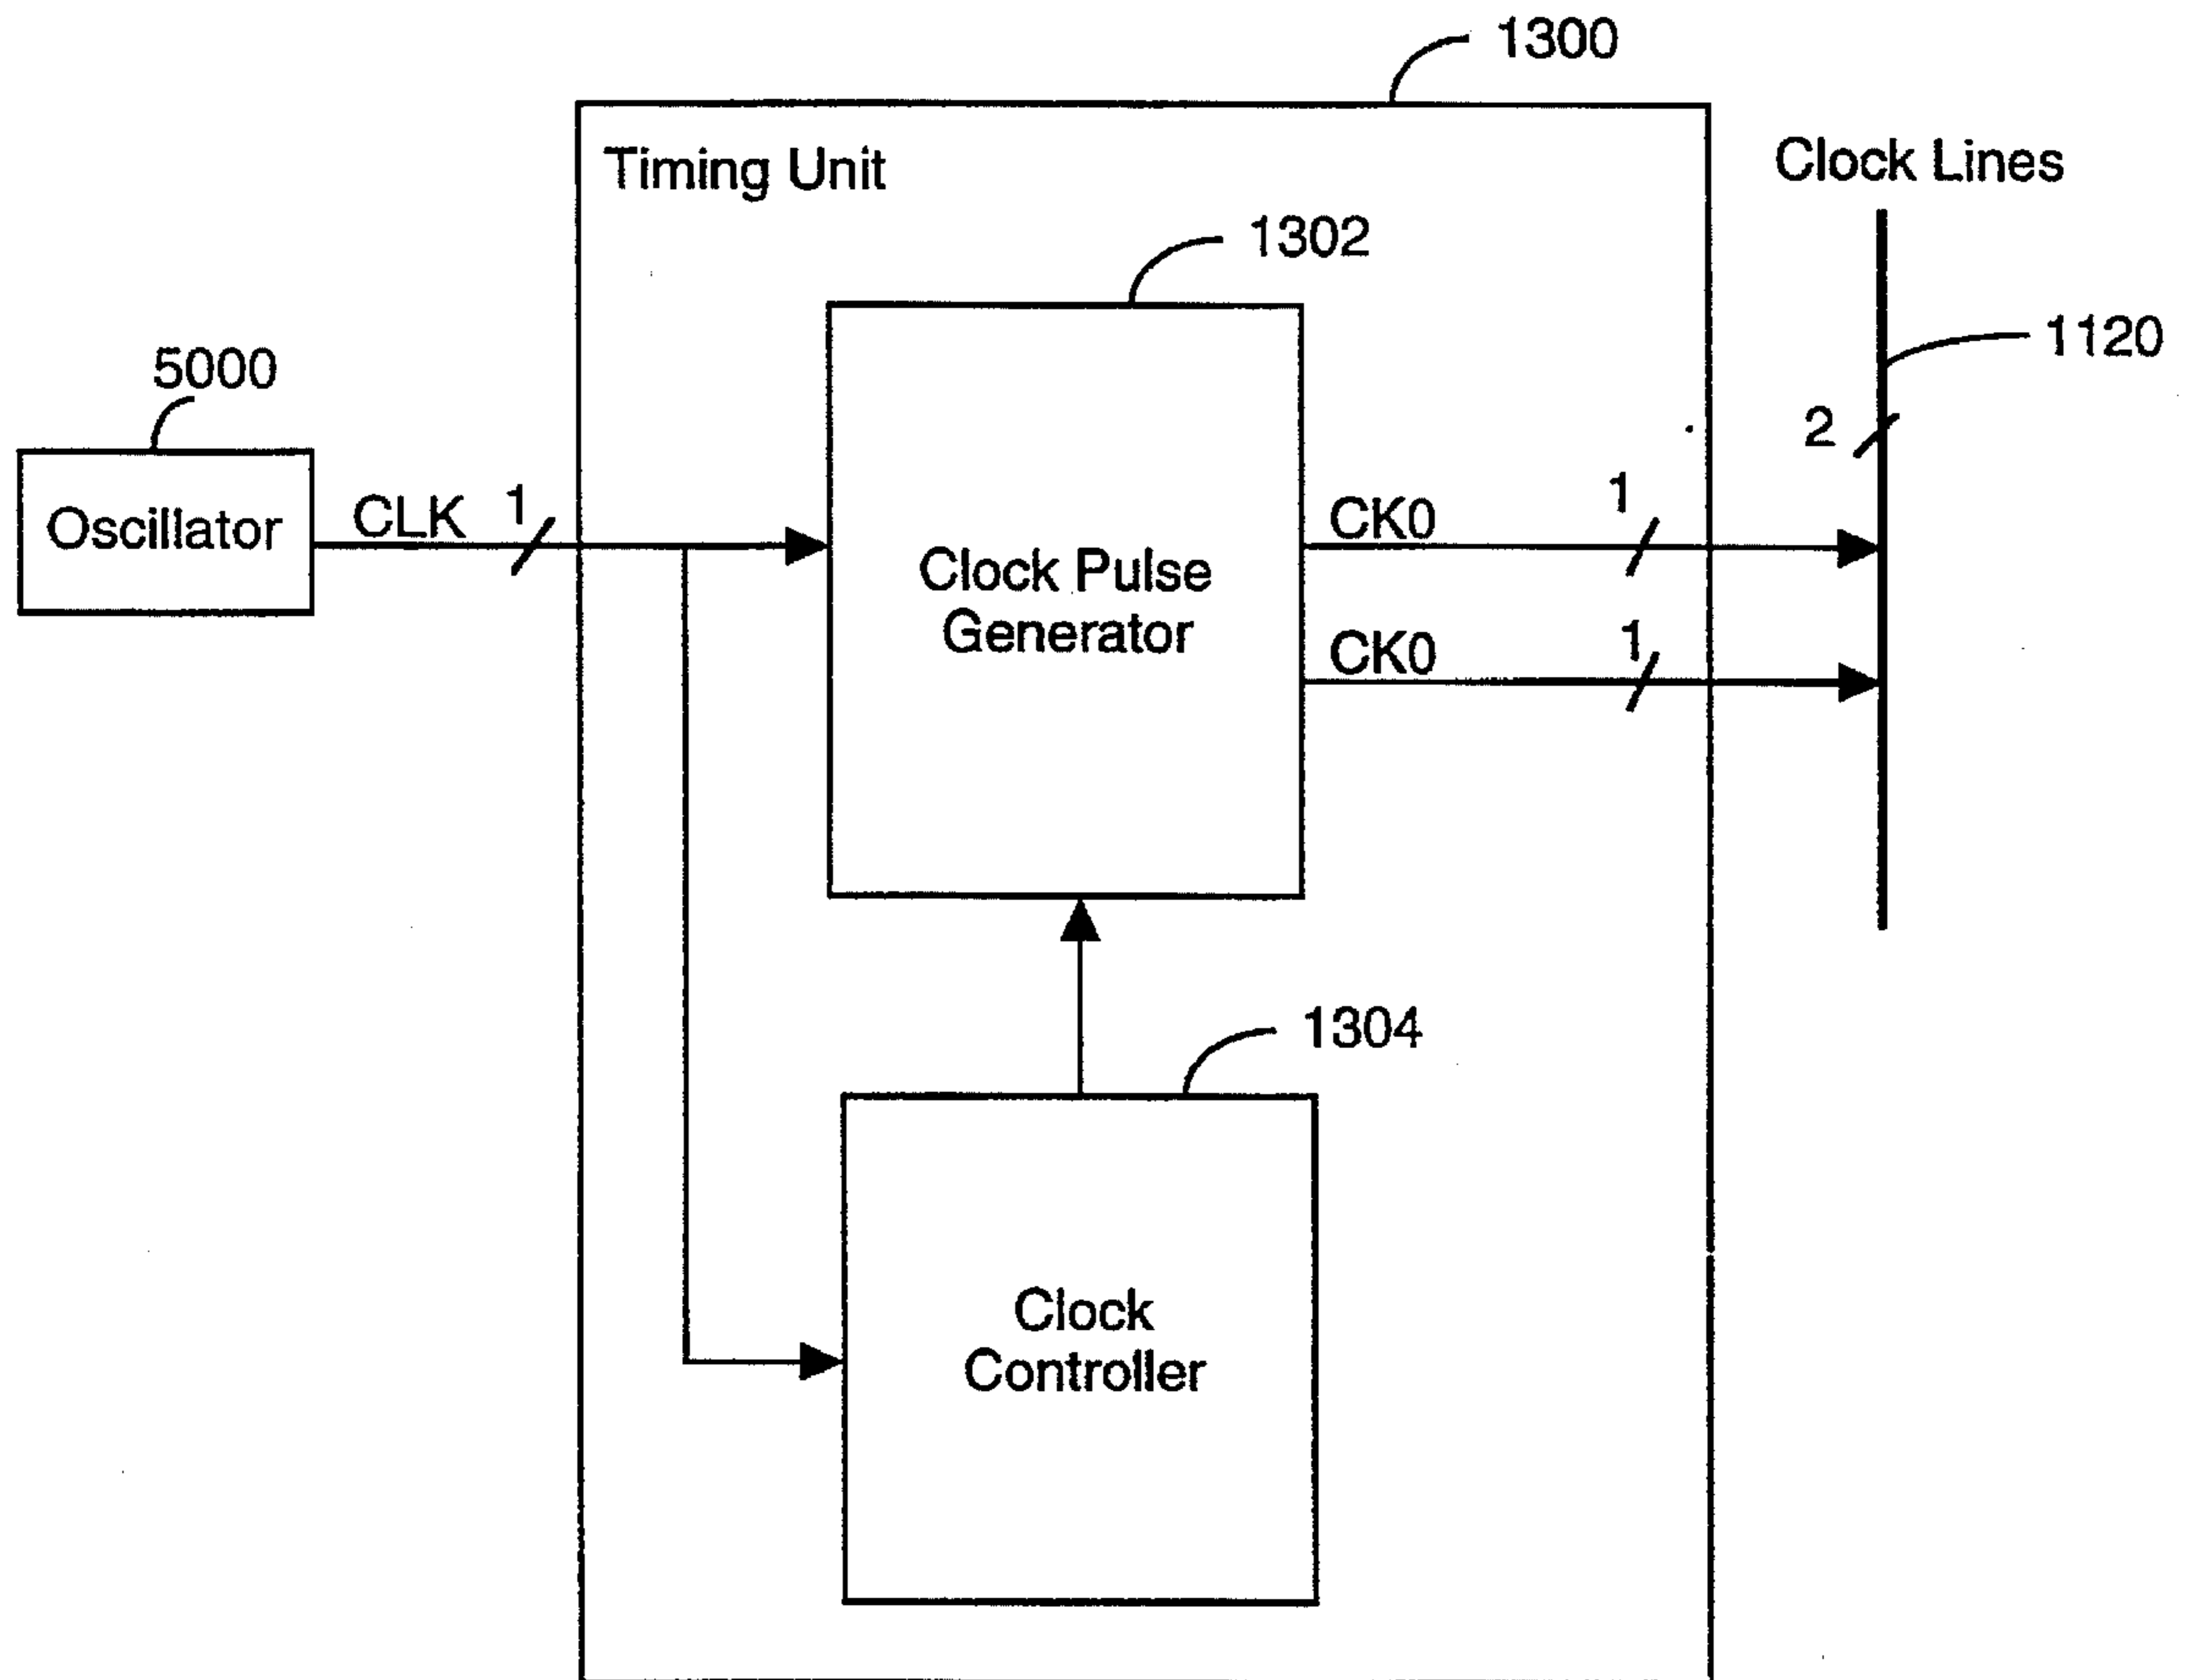 1300
Timing Unit
Clock Lines
1302
1120
5000
2
Oscillator
CLK
1
CK0
1
Clock Pulse
Generator
CK0
1
1304
Clock
Controller